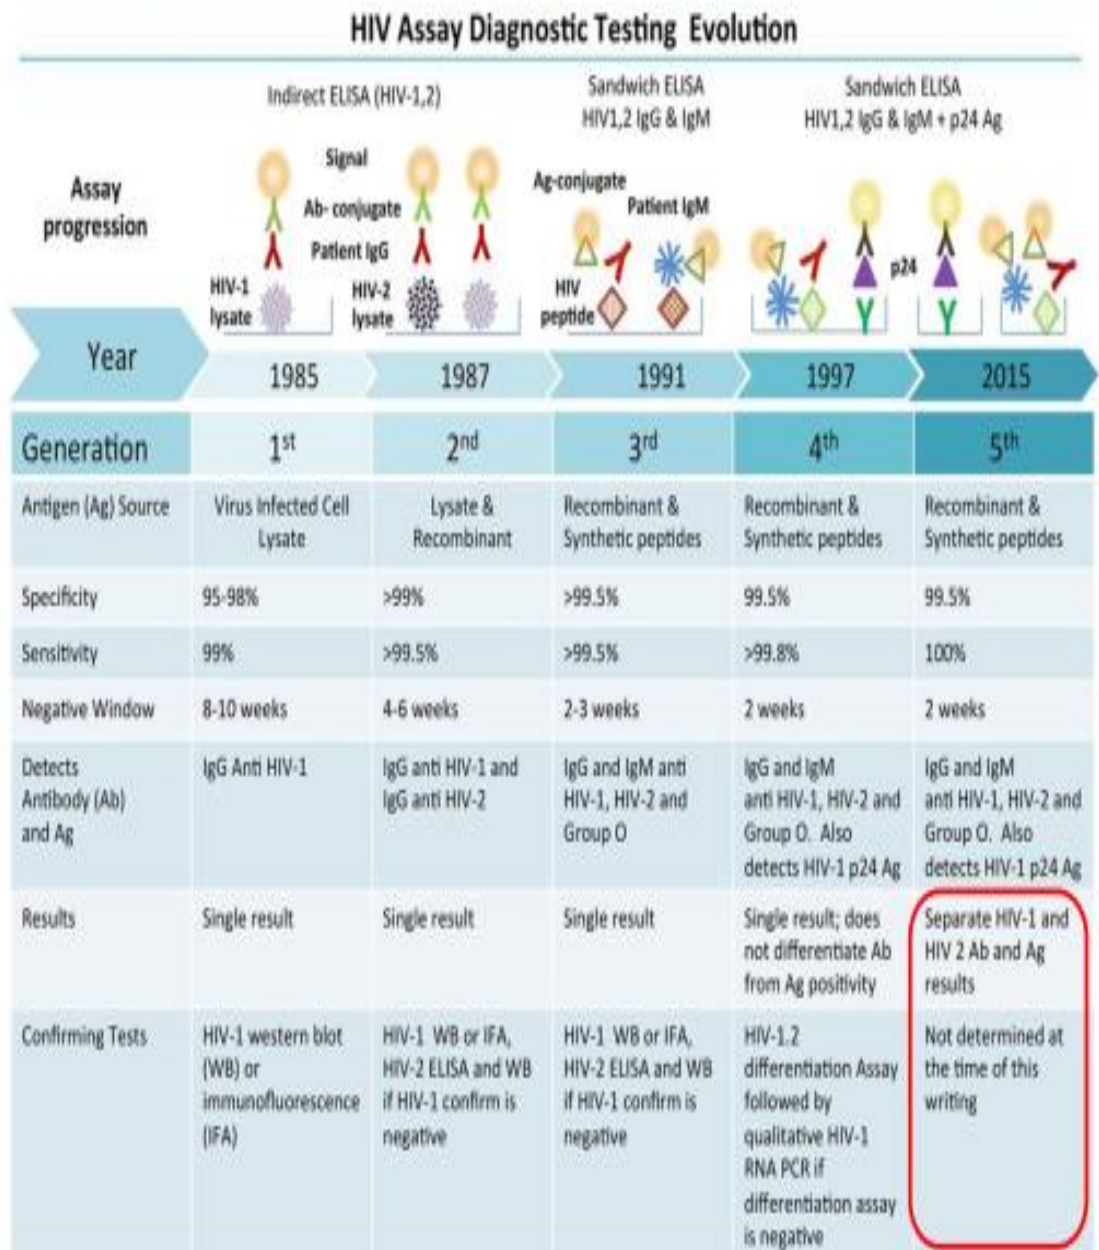 HIV Assay Diagnostic Testing Evolution
Indirect ELISA (HIV-1,2)
Sandwich ELISA
HIV1,2 IgG & IgM
Sandwich ELISA
HIV1,2 IgG & IgM + p24 Ag
Assay
progression
Signal
Ab- conjugate
Patient IgG
HIV-1
lysate
HIV-2
lysate
Ag-conjugate
Patient IgM
HIV
peptide
p24
Year
1985
1987
1991
1997
2015
Generation
1st
2nd
3rd
4th
5th
Antigen (Ag) Source
Virus Infected Cell
Lysate
Lysate &
Recombinant
Recombinant &
Synthetic peptides
Recombinant &
Synthetic peptides
Recombinant &
Synthetic peptides
Specificity
95-98%
>99%
>99.5%
99.5%
99.5%
Sensitivity
99%
>99.5%
>99.5%
>99.8%
100%
Negative Window
8-10 weeks
4-6 weeks
2-3 weeks
2 weeks
2 weeks
Detects
Antibody (Ab)
and Ag
IgG Anti HIV-1
IgG anti HIV-1 and
IgG anti HIV-2
IgG and IgM anti
HIV-1, HIV-2 and
Group O
IgG and IgM
anti HIV-1, HIV-2 and
Group O. Also
detects HIV-1 p24 Ag
IgG and IgM
anti HIV-1, HIV-2 and
Group O. Also
detects HIV-1 p24 Ag
Results
Single result
Single result
Single result
Single result; does
not differentiate Ab
from Ag positivity
Separate HIV-1 and
HIV 2 Ab and Ag
results
Confirming Tests
HIV-1 western blot
(WB) or
immunofluorescence
(IFA)
HIV-1 WB or IFA,
HIV-2 ELISA and WB
if HIV-1 confirm is
negative
HIV-1 WB or IFA,
HIV-2 ELISA and WB
if HIV-1 confirm is
negative
HIV-1.2
differentiation Assay
followed by
qualitative HIV-1
RNA PCR if
differentiation assay
is negative
Not determined at
the time of this
writing